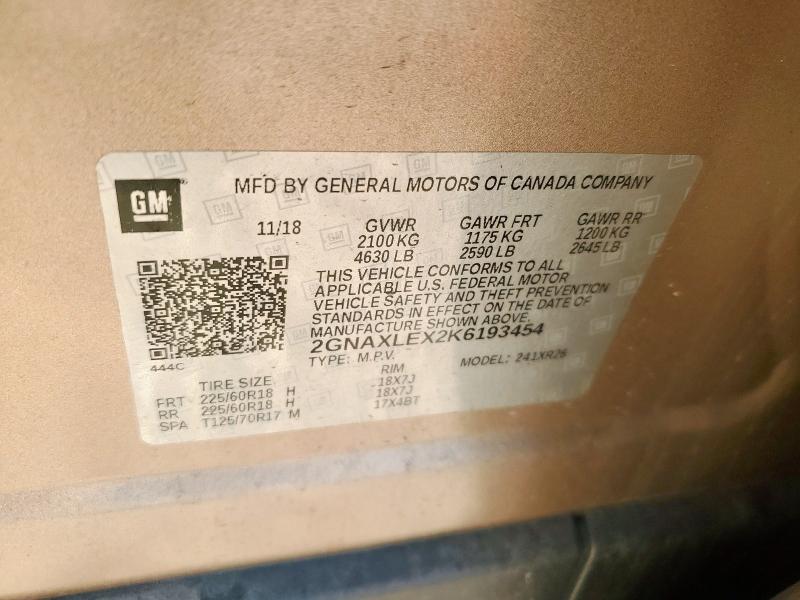 GM
MFD BY GENERAL MOTORS OF CANADA COMPANY
11/18 GVWR GAWR FRT GAWR RR
2100 KG 1175 KG 1200 KG
4630 LB 2590 LB 2645 LB
THIS VEHICLE CONFORMS TO ALL
APPLICABLE U.S. FEDERAL MOTOR
VEHICLE SAFETY AND THEFT PREVENTION
STANDARDS IN EFFECT ON THE DATE OF
MANUFACTURE SHOWN ABOVE.
2GNAXLEX2K6193454
444C TYPE: M.P.V. MODEL: 241XR26
TIRE SIZE RIM
FRT 225/60R18 H 18X7J
RR 225/60R18 H 18X7J
SPA T125/70R17 M 17X4BT